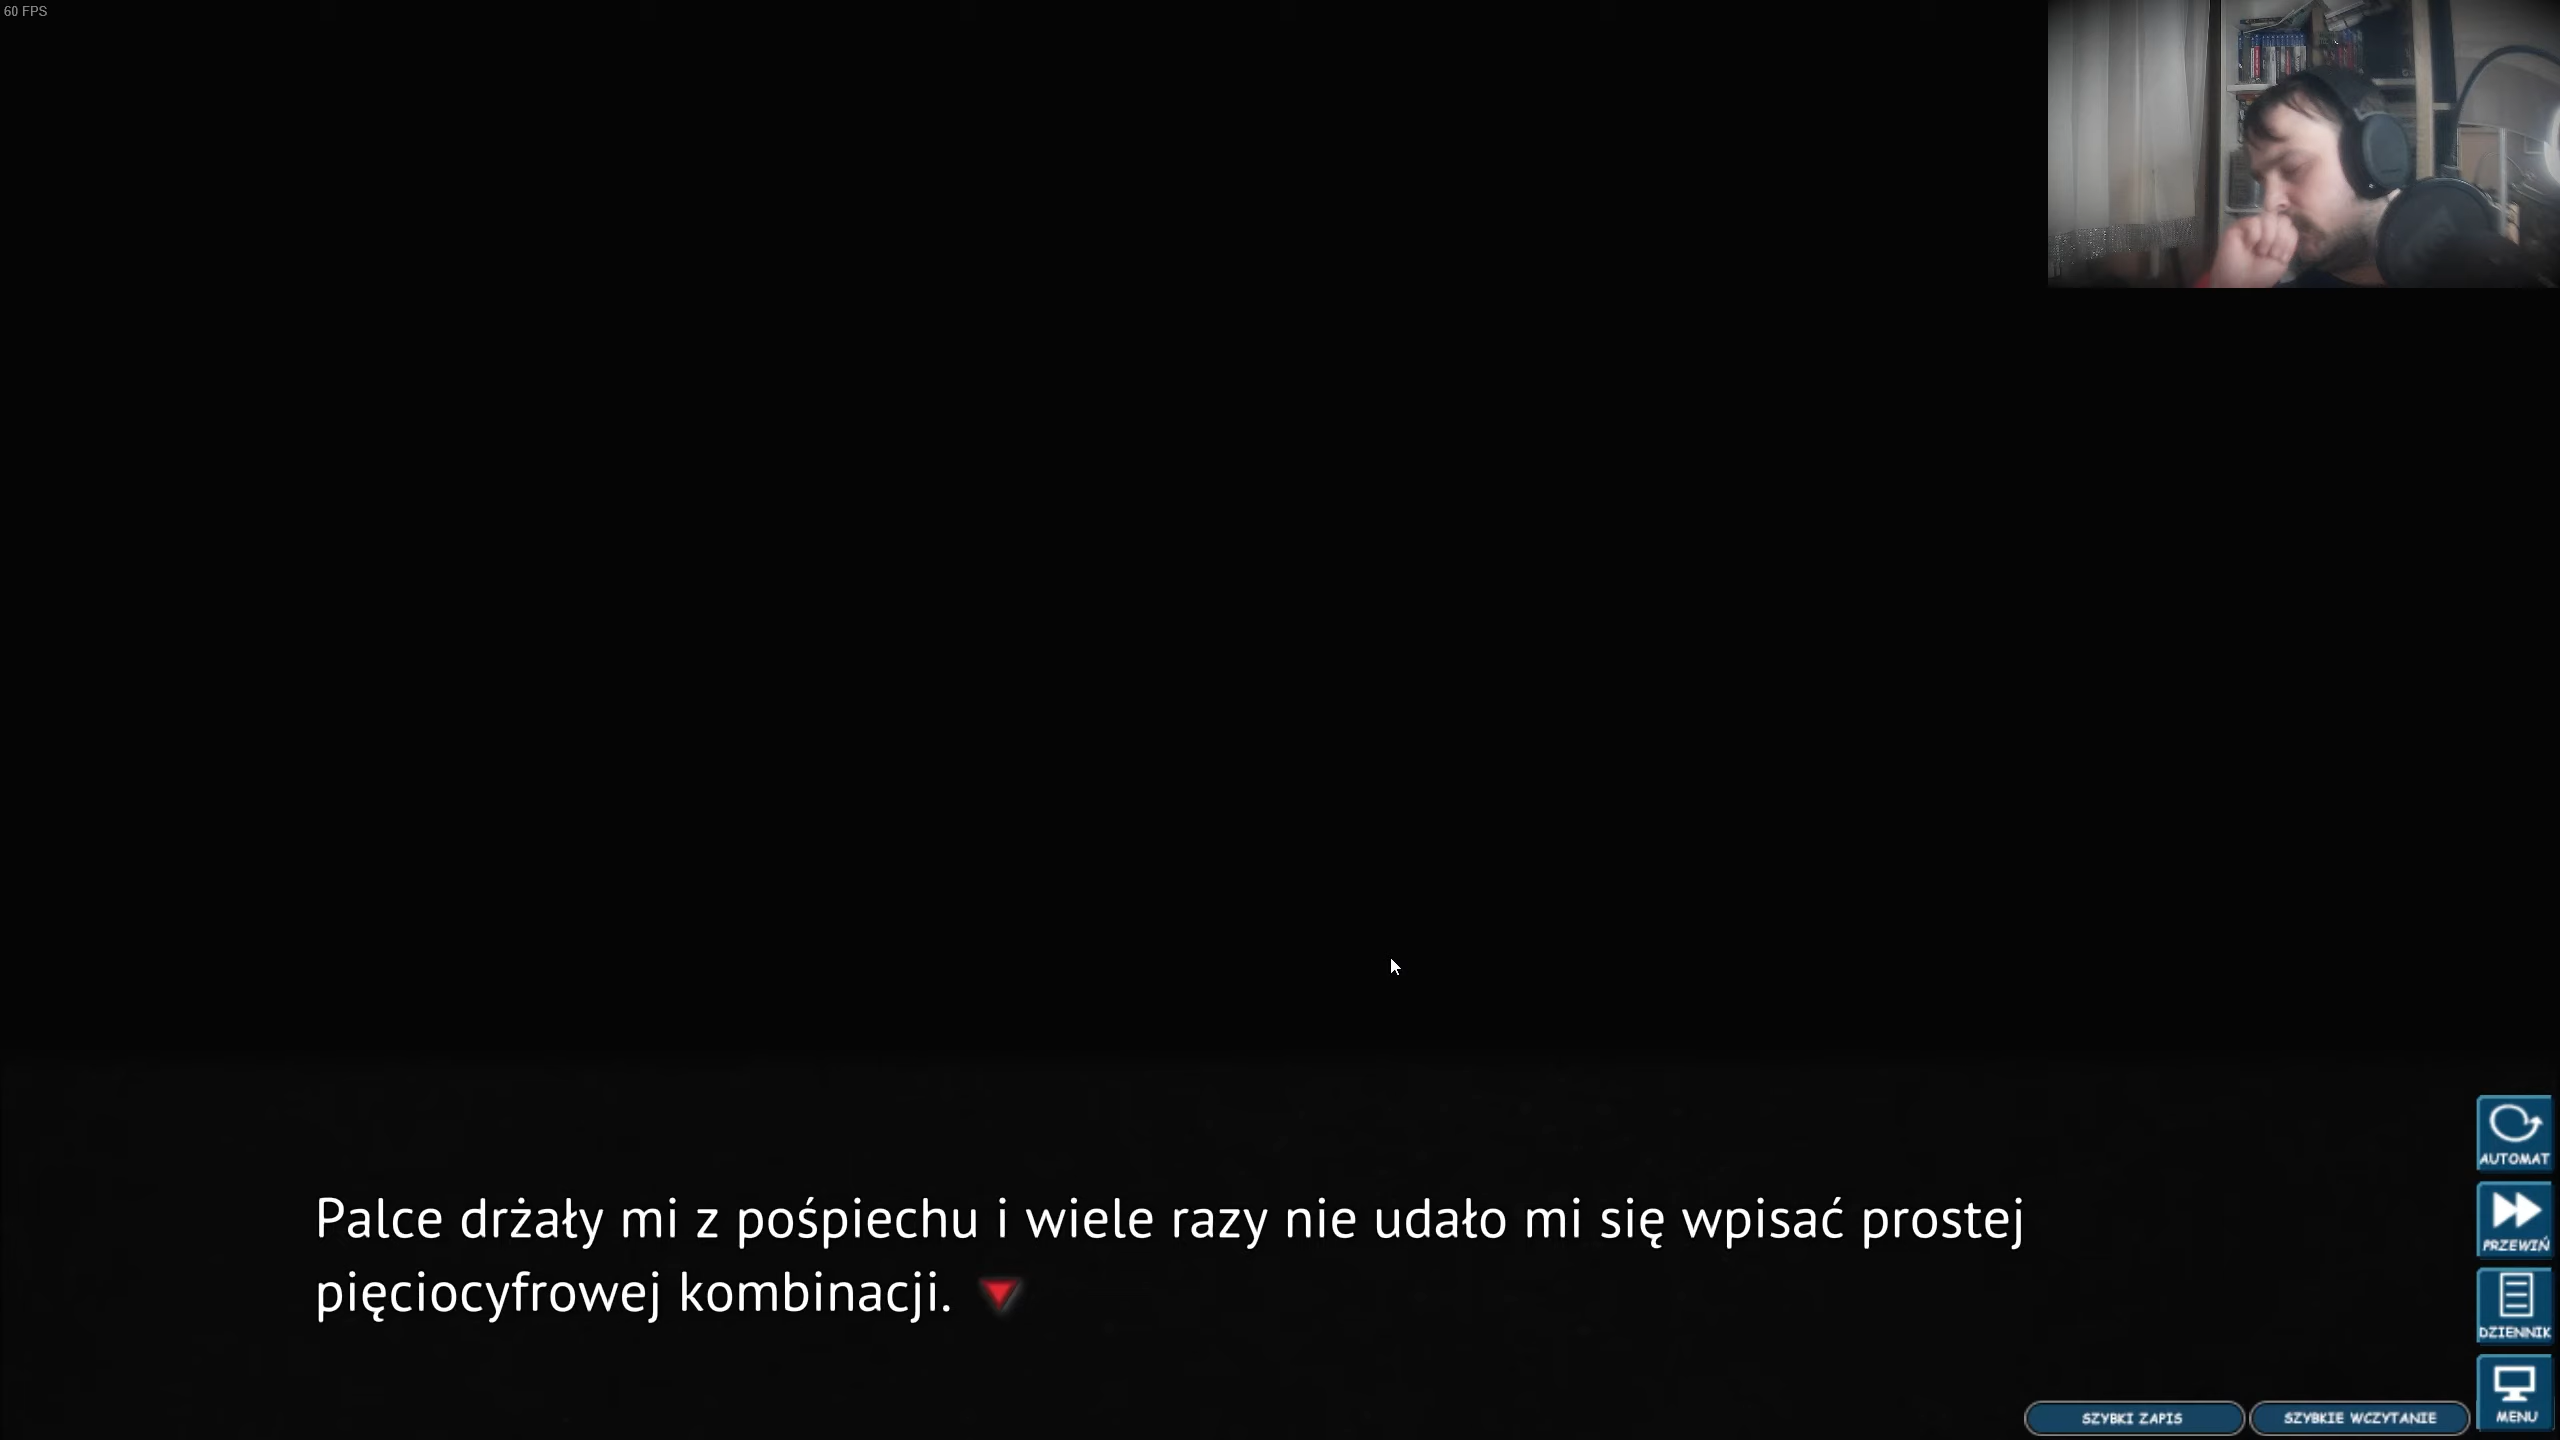 60 FPS
Palce drżały mi z pośpiechu i wiele razy nie udało mi się wpisać prostej
pięciocyfrowej kombinacji.
AUTOMAT
PRZEWIŃ
DZIENNIK
MENU
SZYBKI ZAPIS
SZYBKIE WCZYTANIE